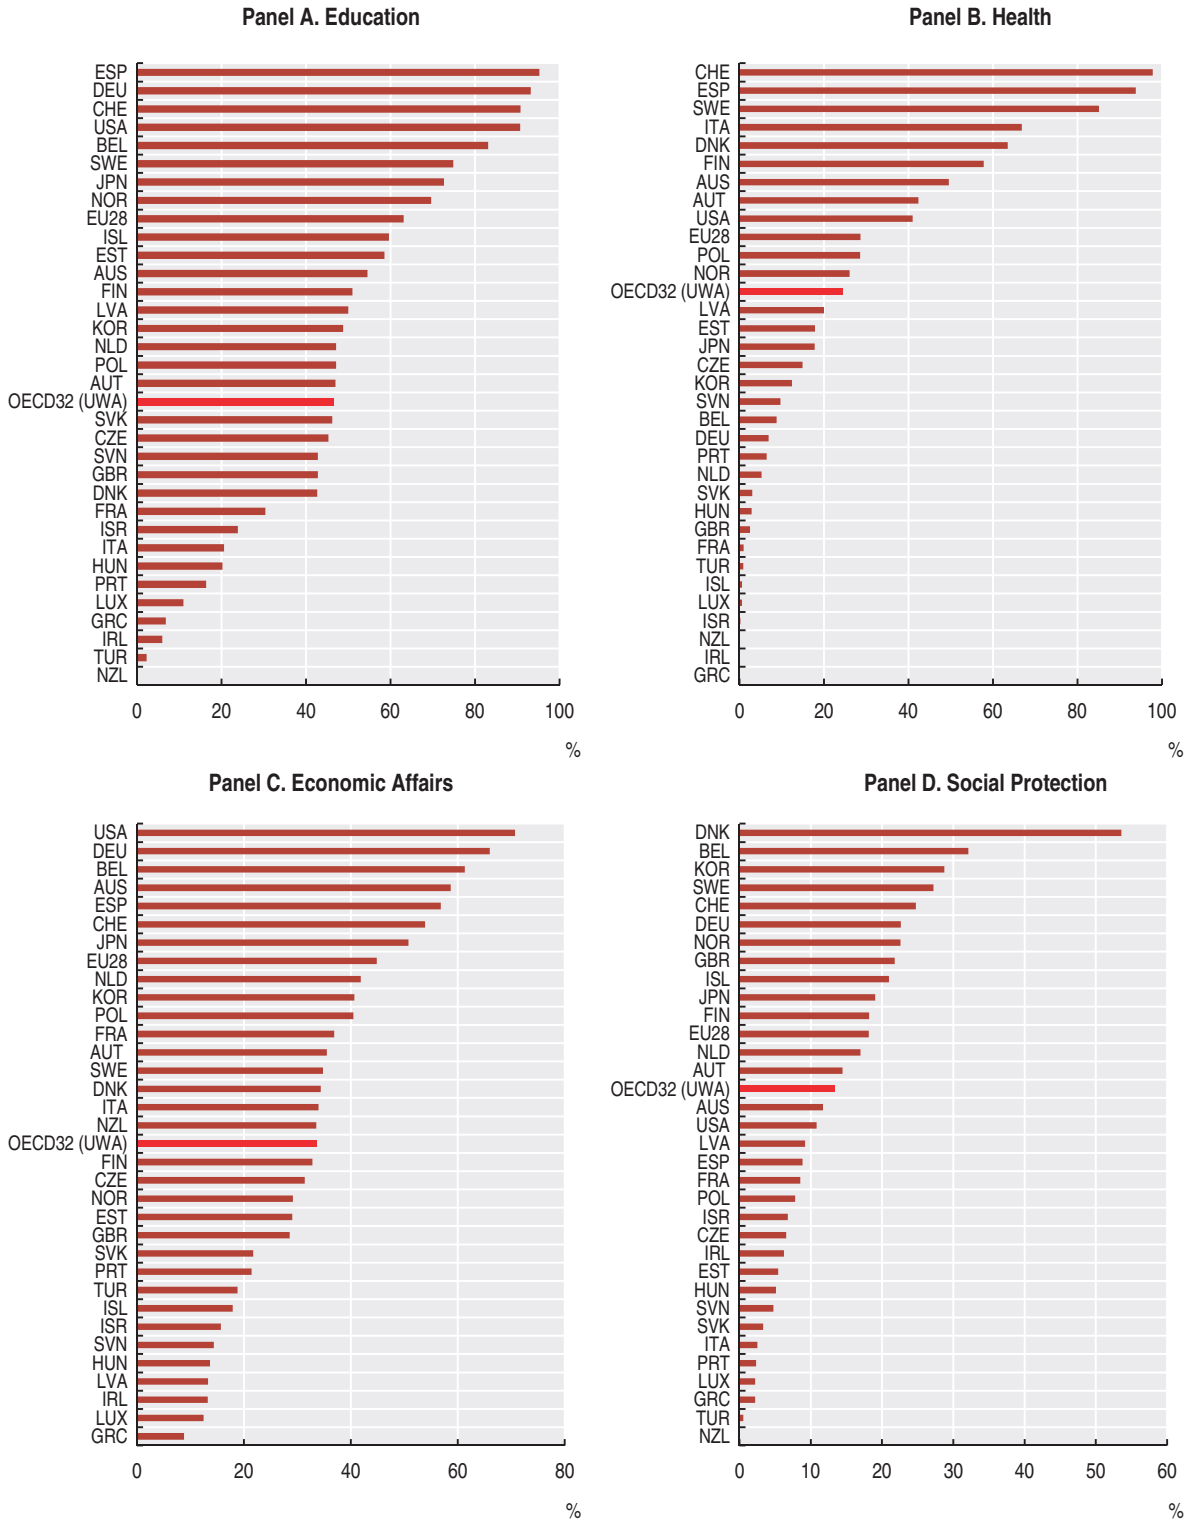 Panel A. Education
ESP
DEU
CHE
USA
BEL
SWE
JPN
NOR
EU28
ISL
EST
AUS
FIN
LVA
KOR
NLD
POL
AUT
OECD32 (UWA)
SVK
CZE
SVN
GBR
DNK
FRA
ISR
ITA
HUN
PRT
LUX
GRC
IRL
TUR
NZL
0 20 40 60 80 100
%
Panel B. Health
CHE
ESP
SWE
ITA
DNK
FIN
AUS
AUT
USA
EU28
POL
NOR
OECD32 (UWA)
LVA
EST
JPN
CZE
KOR
SVN
BEL
DEU
PRT
NLD
SVK
HUN
GBR
FRA
TUR
ISL
LUX
ISR
NZL
IRL
GRC
0 20 40 60 80 100
%
Panel C. Economic Affairs
USA
DEU
BEL
AUS
ESP
CHE
JPN
EU28
NLD
KOR
POL
FRA
AUT
SWE
DNK
ITA
NZL
OECD32 (UWA)
FIN
CZE
NOR
EST
GBR
SVK
PRT
TUR
ISL
ISR
SVN
HUN
LVA
IRL
LUX
GRC
0 20 40 60 80
%
Panel D. Social Protection
DNK
BEL
KOR
SWE
CHE
DEU
NOR
GBR
ISL
JPN
FIN
EU28
NLD
AUT
OECD32 (UWA)
AUS
USA
LVA
ESP
FRA
POL
ISR
CZE
IRL
EST
HUN
SVN
SVK
ITA
PRT
LUX
GRC
TUR
NZL
0 10 20 30 40 50 60
%